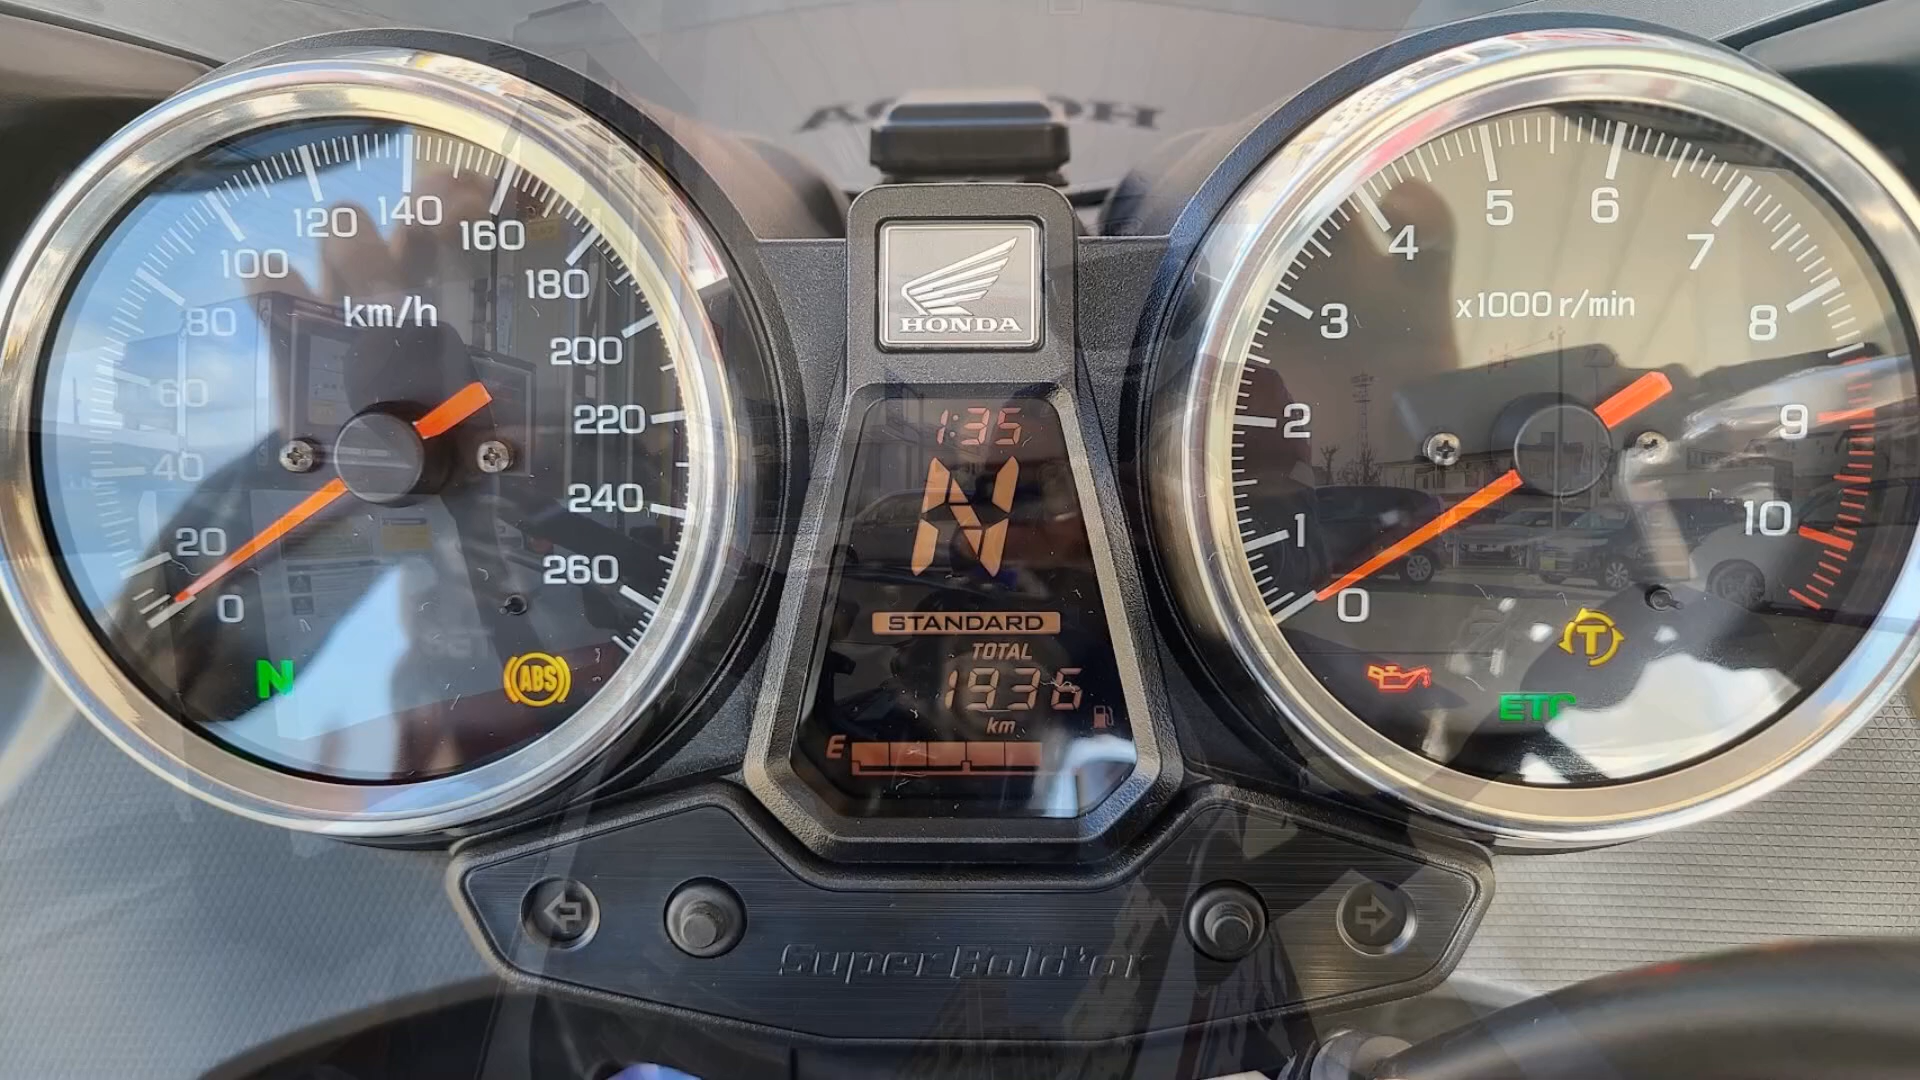 HONDA
km/h
0
20
40
60
80
100
120
140
160
180
200
220
240
260
N
ABS
HONDA
1:35
N
STANDARD
TOTAL
1936
km
E
x1000 r/min
0
1
2
3
4
5
6
7
8
9
10
T
ETC
Super Bold'or